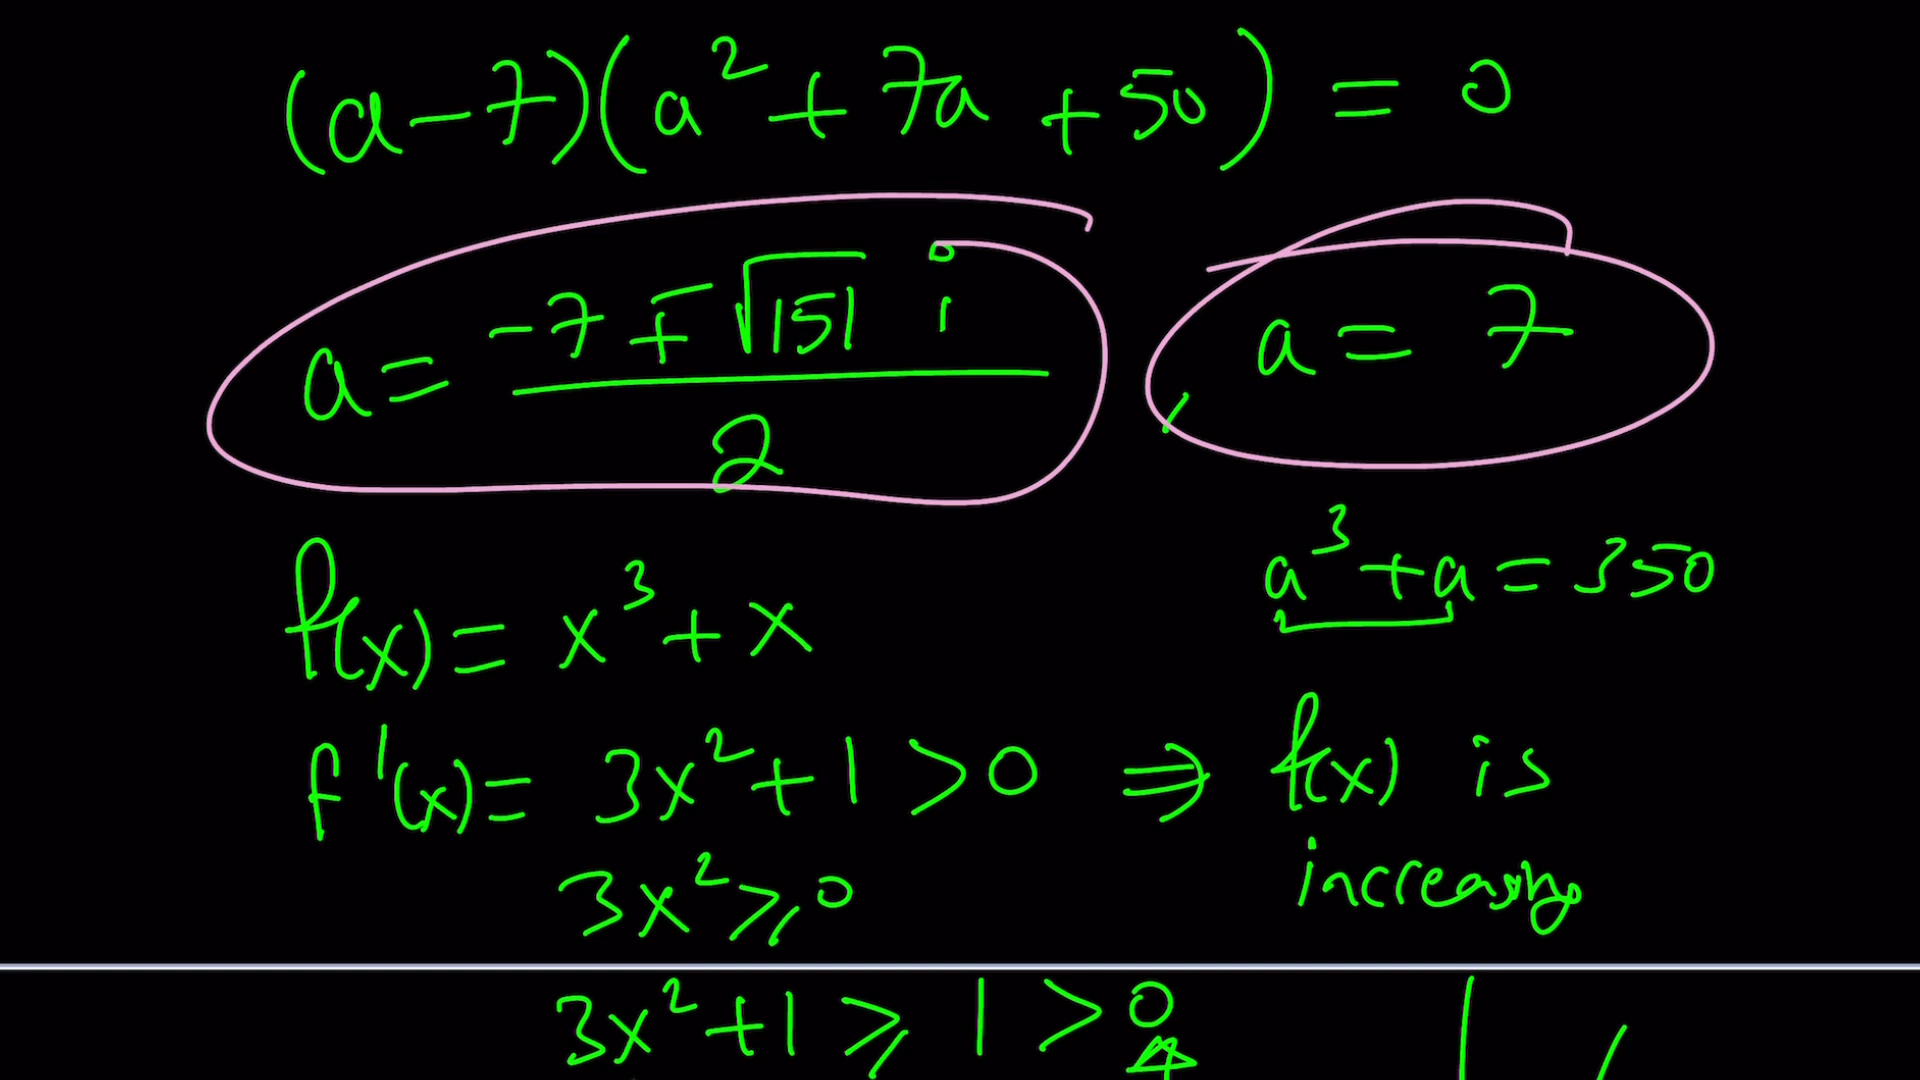 (a-7)(a²+7a+50) = 0
a = (-7 ∓ √151 i)/2 , a = 7
a³+a = 350
f(x) = x³+x
f'(x) = 3x²+1 > 0 ⇒ f(x) is
increasing
3x² ⩾ 0
3x²+1 ⩾ 1 > 0